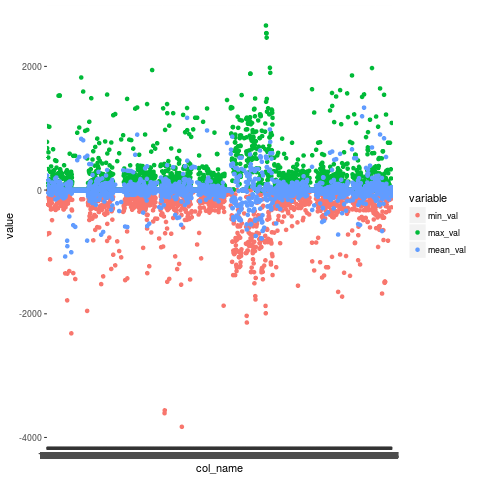 2000
0
-2000
-4000
value
col_name
variable
min_val
max_val
mean_val